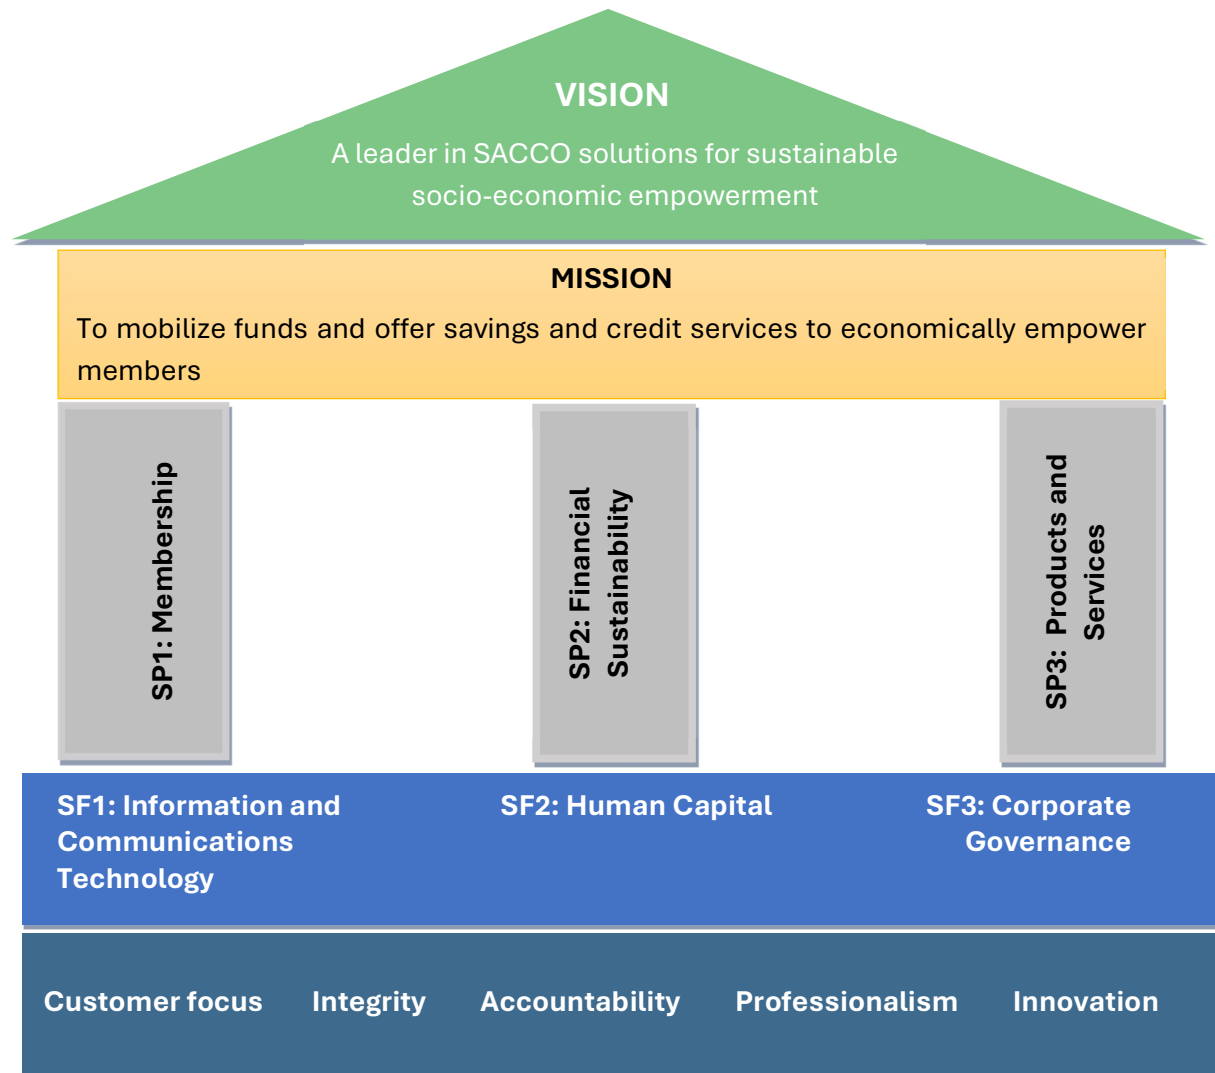 VISION
A leader in SACCO solutions for sustainable
socio-economic empowerment
MISSION
To mobilize funds and offer savings and credit services to economically empower
members
SP1: Membership
SP2: Financial
Sustainability
SP3: Products and
Services
SF1: Information and
Communications
Technology
SF2: Human Capital
SF3: Corporate
Governance
Customer focus
Integrity
Accountability
Professionalism
Innovation